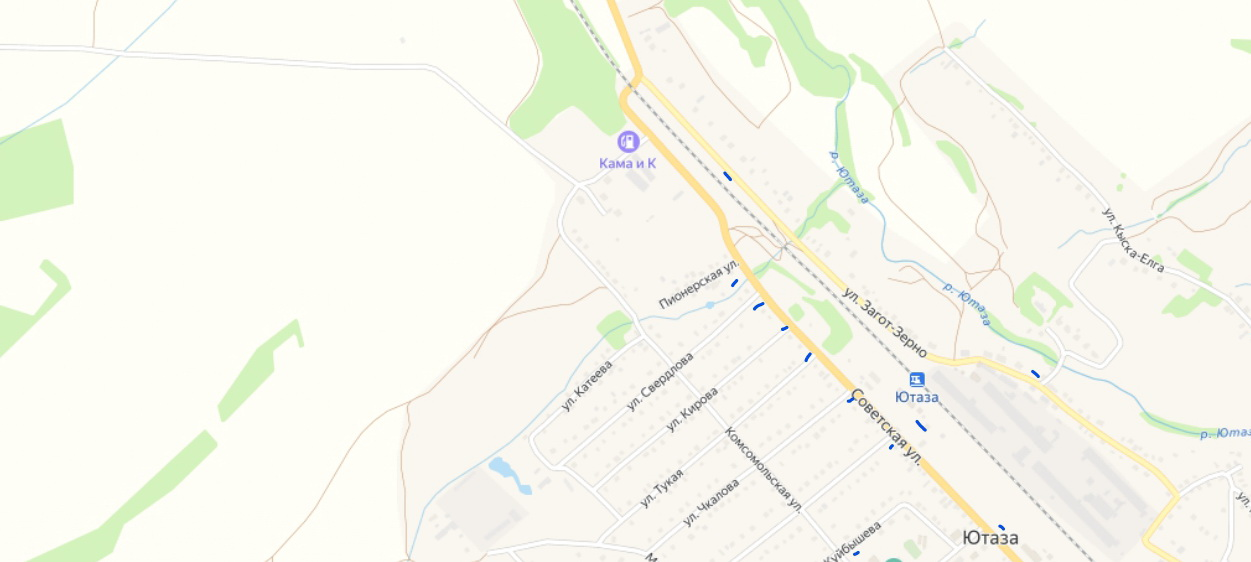 Кама и К
р. Ютаза
ул. Кыска-Елга
Пионерская ул.
р. Ютаза
ул. Загот-Зерно
ул. Катеева
ул. Свердлова
Ютаза
ул. Кирова
Советская ул.
р. Ютаза
Комсомольская ул.
ул. Тукая
ул. Чкалова
Куйбышева
Ютаза